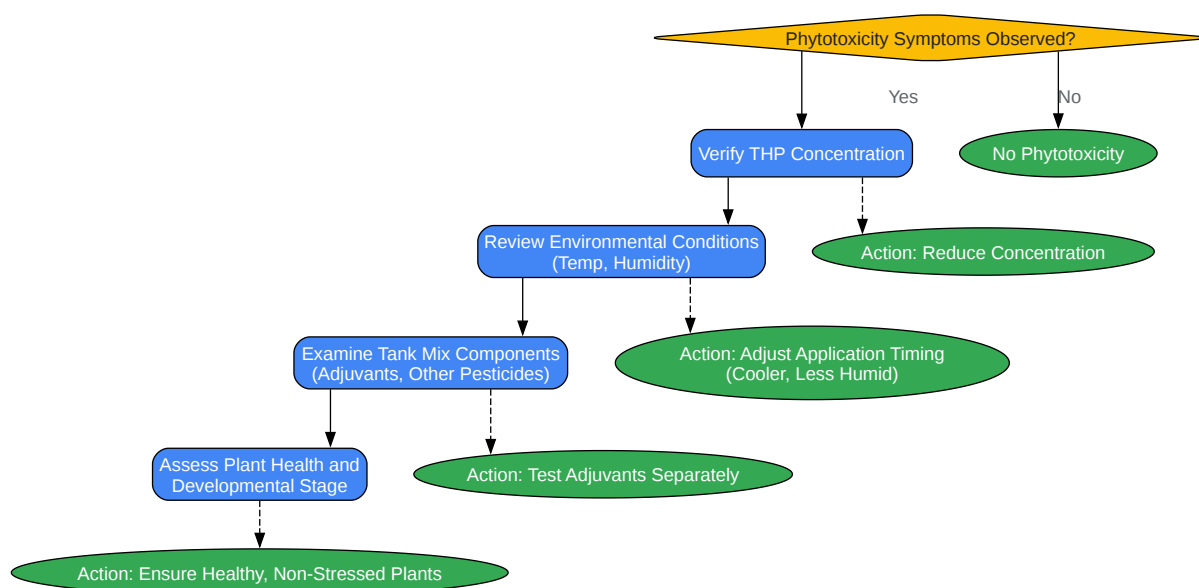 Phytotoxicity Symptoms Observed?
Yes
No
Verify THP Concentration
No Phytotoxicity
Review Environmental Conditions
(Temp, Humidity)
Action: Reduce Concentration
Examine Tank Mix Components
(Adjuvants, Other Pesticides)
Action: Adjust Application Timing
(Cooler, Less Humid)
Assess Plant Health and
Developmental Stage
Action: Test Adjuvants Separately
Action: Ensure Healthy, Non-Stressed Plants